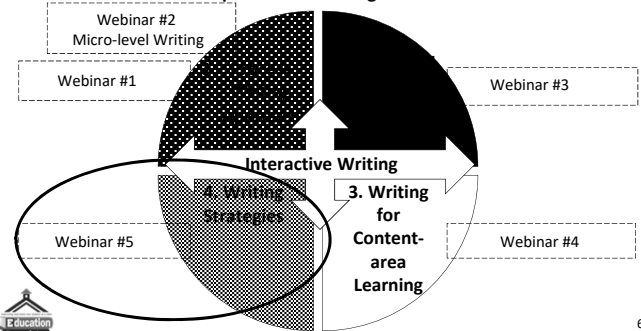 Webinar #2
Micro-level Writing
Webinar #1
Webinar #3
Interactive Writing
4. Writing
Strategies
3. Writing
for
Content-
area
Learning
Webinar #5
Webinar #4
Education
6